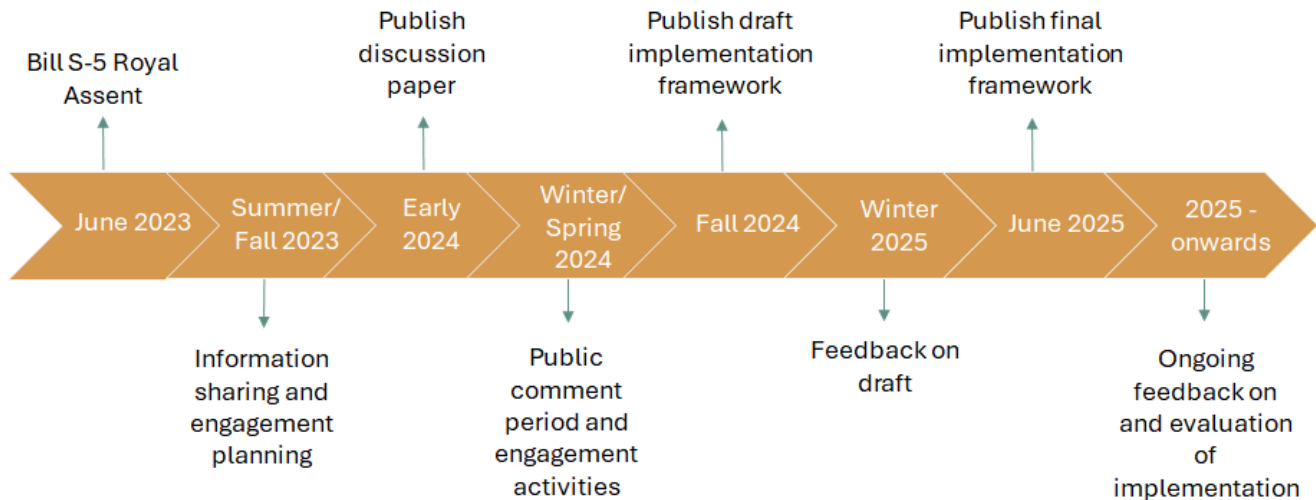 Bill S-5 Royal
Assent
Publish
discussion
paper
Publish draft
implementation
framework
Publish final
implementation
framework
June 2023
Summer/
Fall 2023
Early
2024
Winter/
Spring
2024
Fall 2024
Winter
2025
June 2025
2025 -
onwards
Information
sharing and
engagement
planning
Public
comment
period and
engagement
activities
Feedback on
draft
Ongoing
feedback on
and evaluation
of
implementation